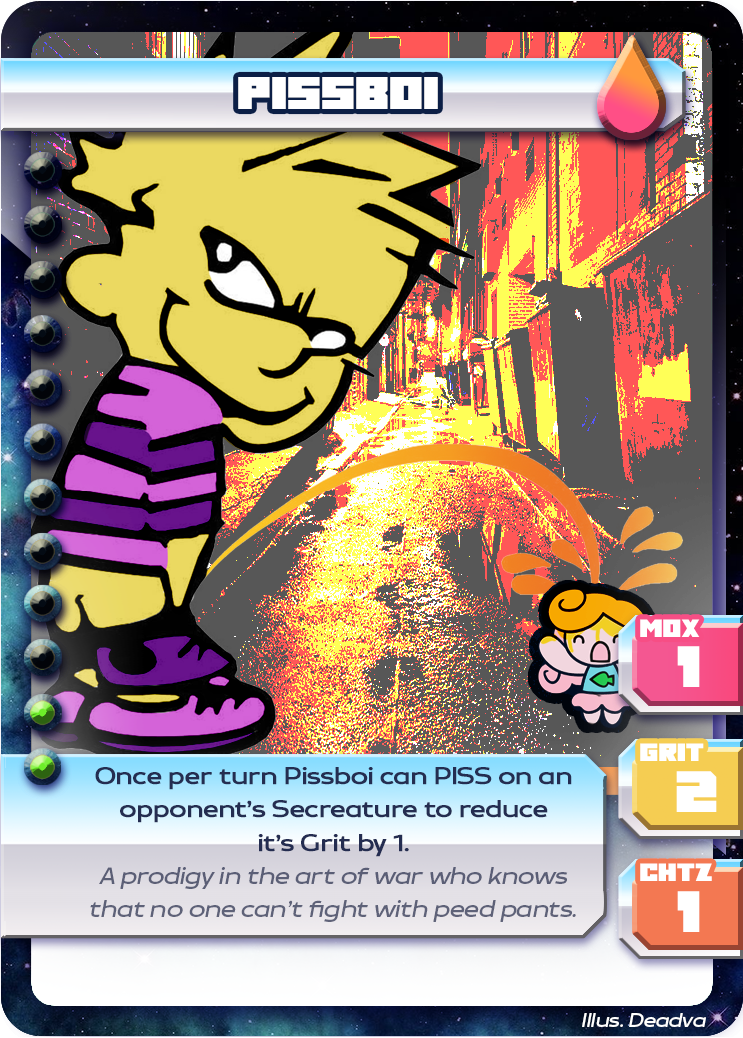 PISSBOI
MOX
1
GRIT
2
CHTZ
1
Once per turn Pissboi can PISS on an
opponent's Secreature to reduce
it's Grit by 1.
A prodigy in the art of war who knows
that no one can't fight with peed pants.
Illus. Deadva